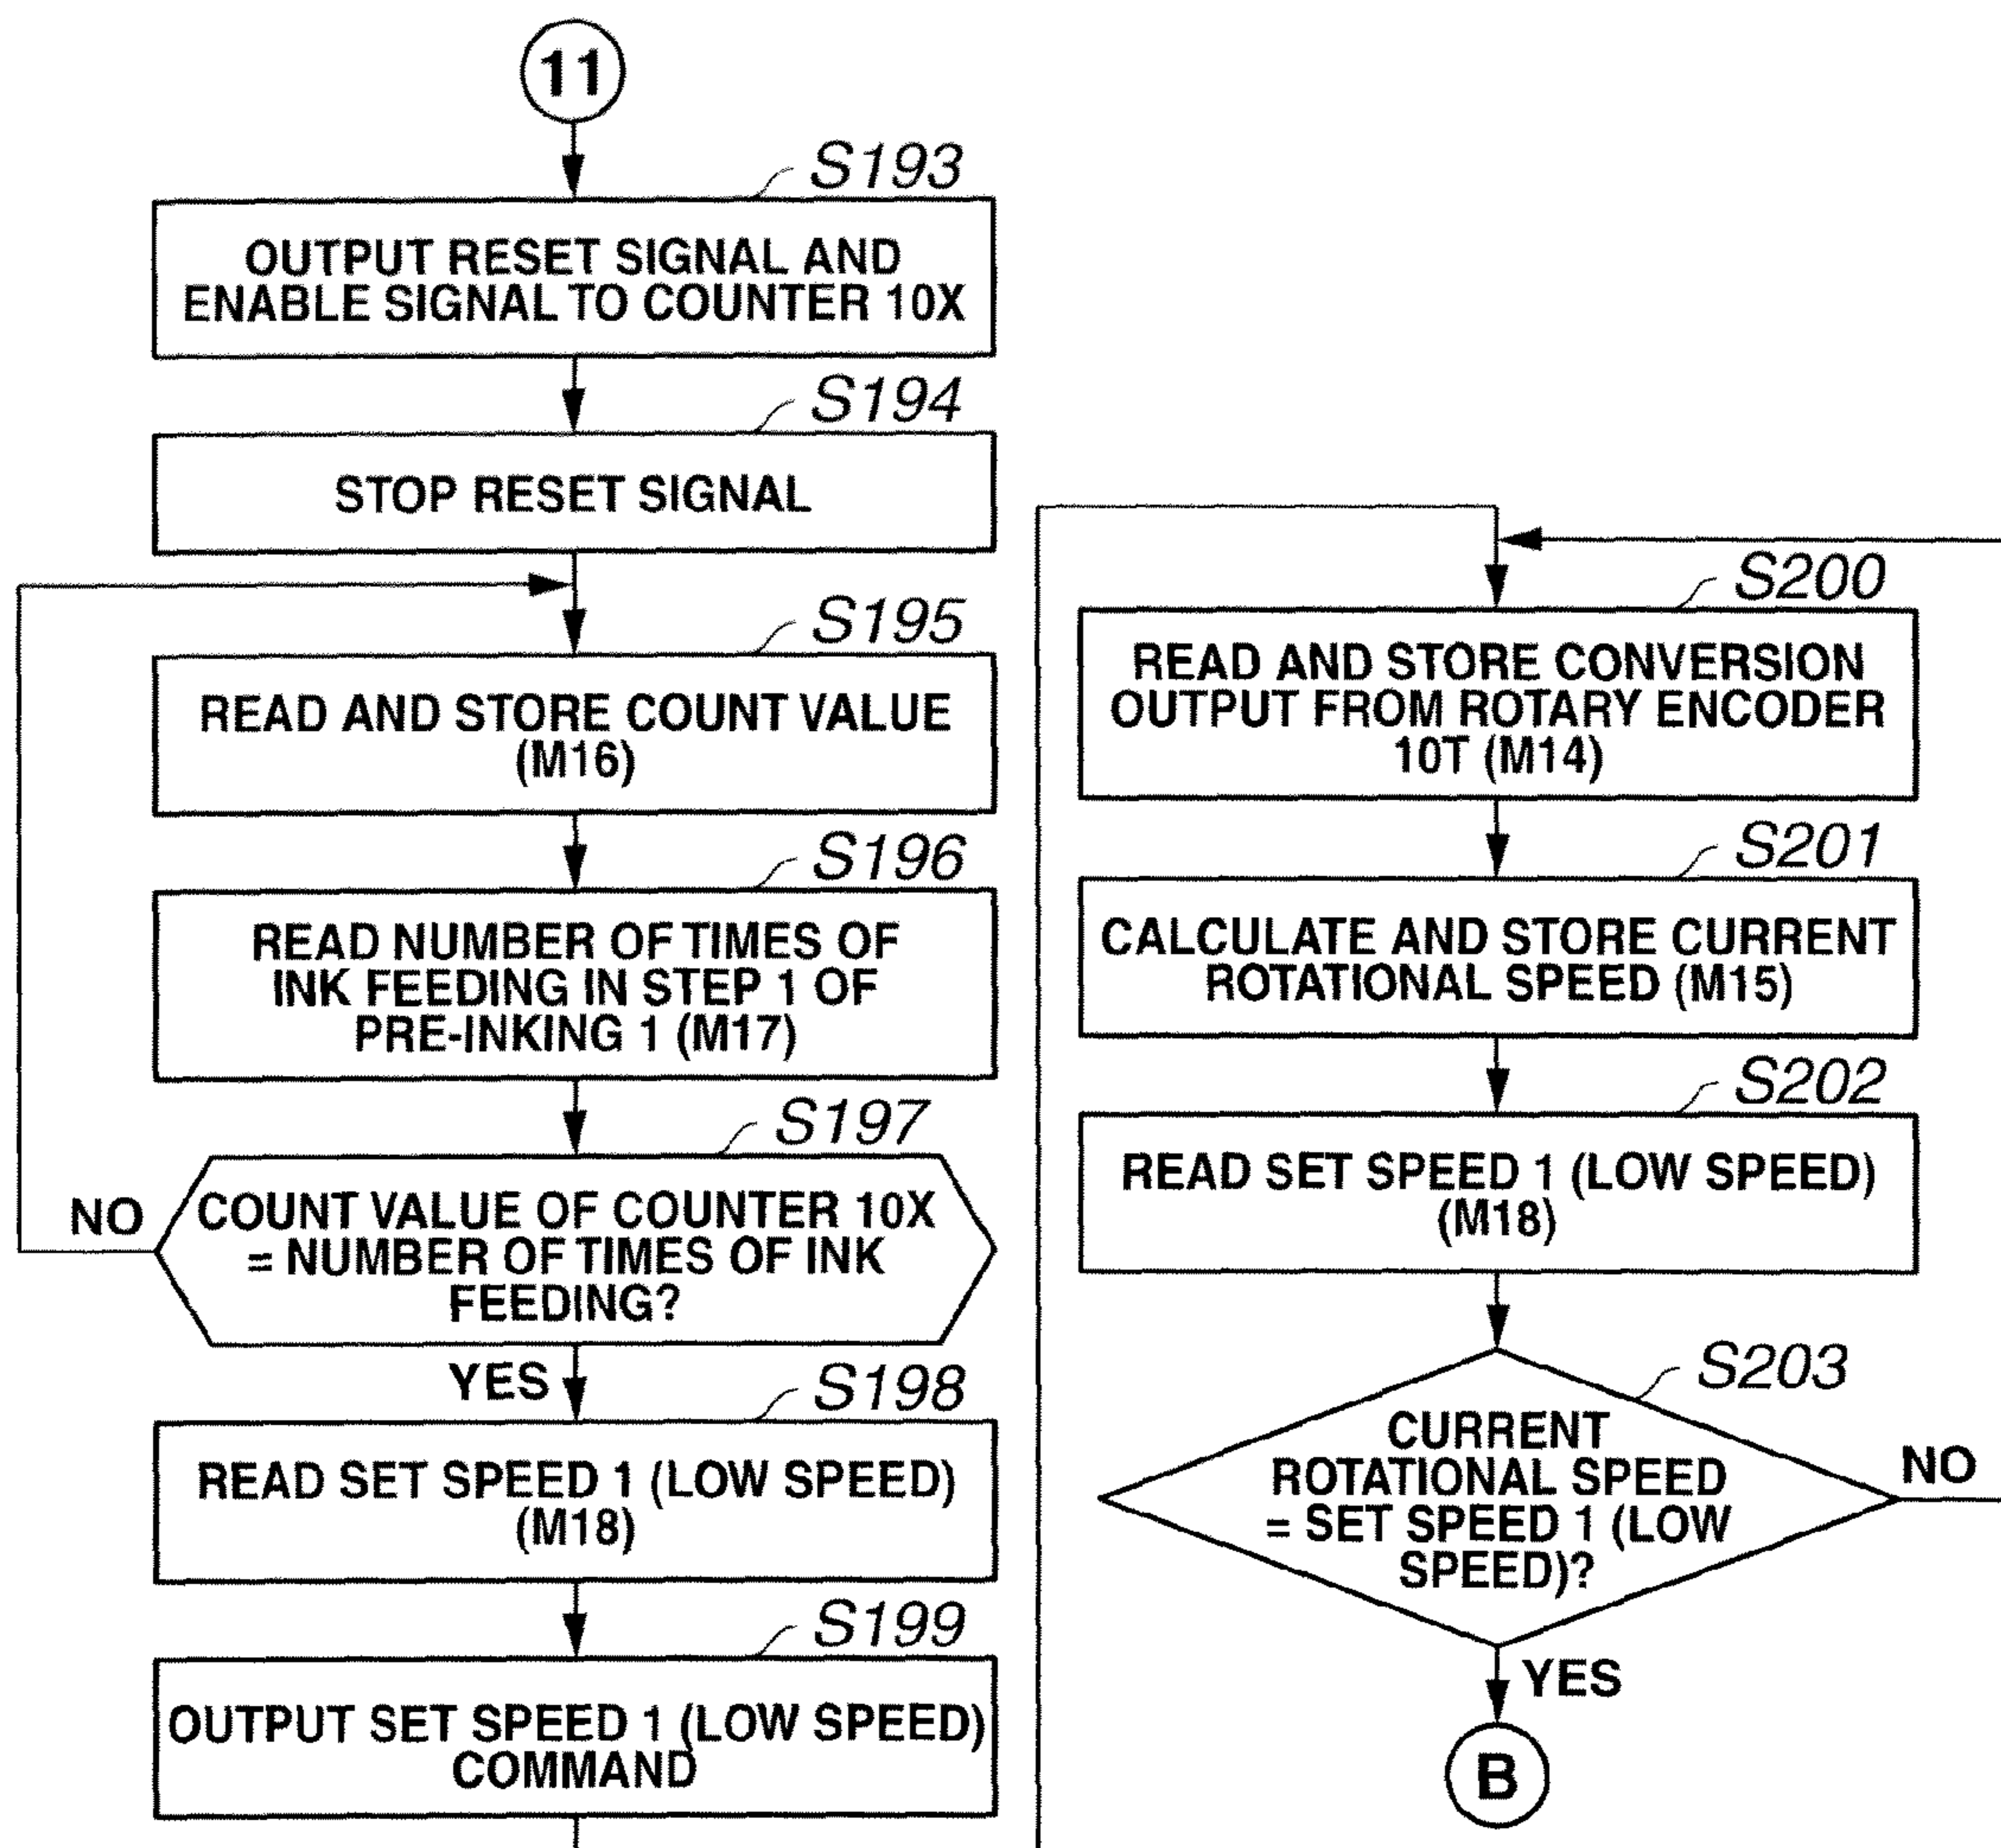 11
S193
OUTPUT RESET SIGNAL AND
ENABLE SIGNAL TO COUNTER 10X
S194
STOP RESET SIGNAL
S195
READ AND STORE COUNT VALUE
(M16)
S196
READ NUMBER OF TIMES OF
INK FEEDING IN STEP 1 OF
PRE-INKING 1 (M17)
S197
NO
COUNT VALUE OF COUNTER 10X
= NUMBER OF TIMES OF INK
FEEDING?
YES
S198
READ SET SPEED 1 (LOW SPEED)
(M18)
S199
OUTPUT SET SPEED 1 (LOW SPEED)
COMMAND
S200
READ AND STORE CONVERSION
OUTPUT FROM ROTARY ENCODER
10T (M14)
S201
CALCULATE AND STORE CURRENT
ROTATIONAL SPEED (M15)
S202
READ SET SPEED 1 (LOW SPEED)
(M18)
S203
CURRENT
ROTATIONAL SPEED
= SET SPEED 1 (LOW
SPEED)?
NO
YES
B